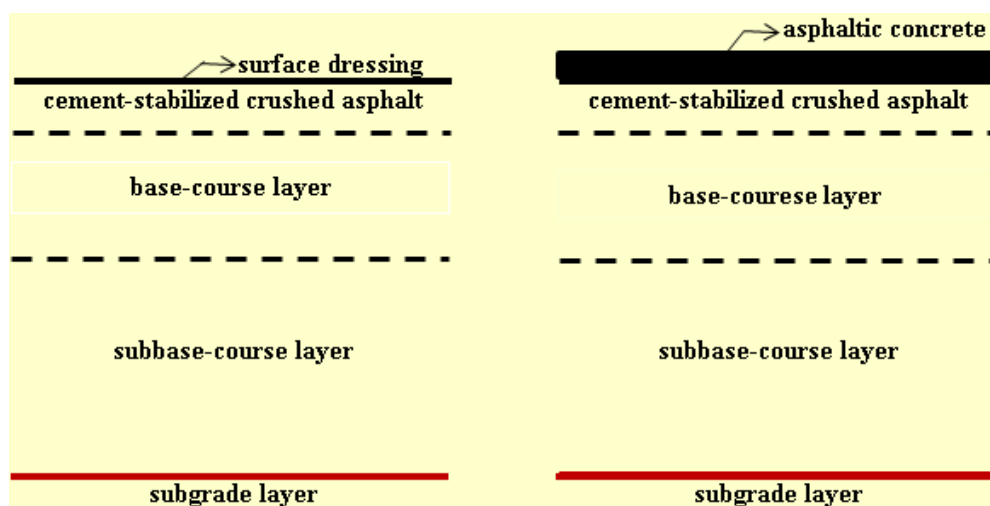 surface dressing
cement-stabilized crushed asphalt
base-course layer
subbase-course layer
subgrade layer
asphaltic concrete
cement-stabilized crushed asphalt
base-courese layer
subbase-course layer
subgrade layer